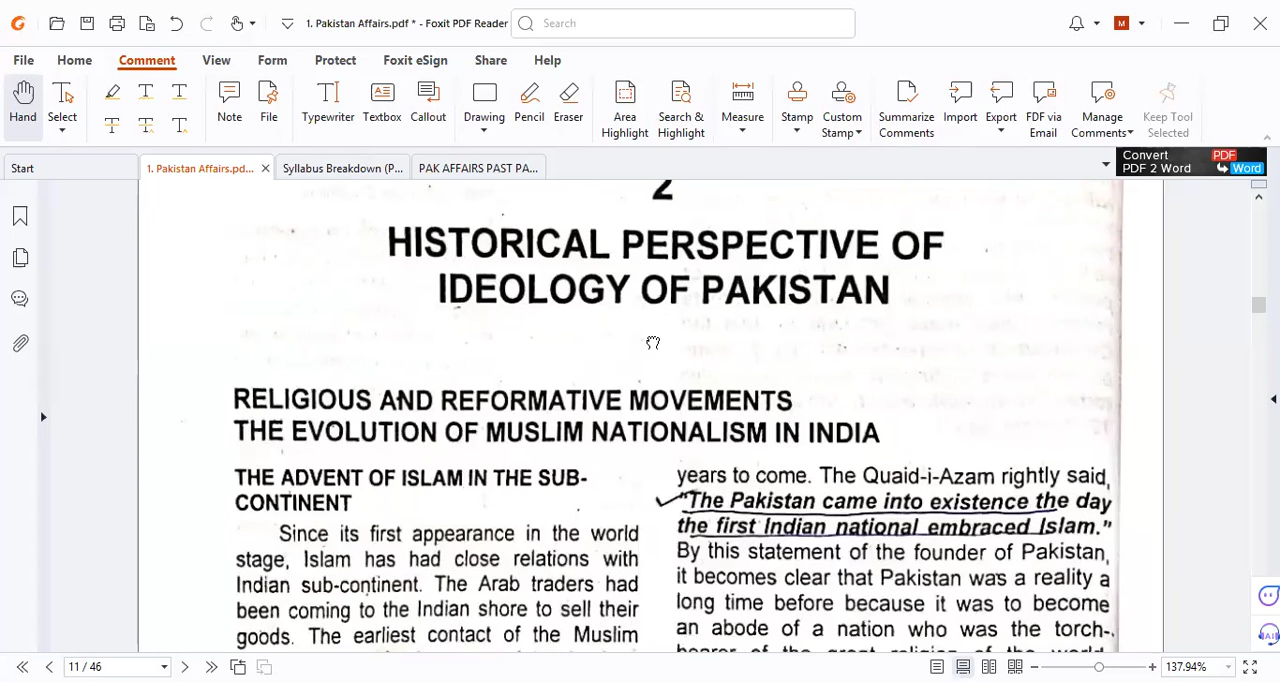 1. Pakistan Affairs.pdf * - Foxit PDF Reader
Search
M
File Home Comment View Form Protect Foxit eSign Share Help
Hand Select Note File Typewriter Textbox Callout Drawing Pencil Eraser Area Highlight Search & Highlight Measure Stamp Custom Stamp Summarize Comments Import Export FDF via Email Manage Comments Keep Tool Selected
Start 1. Pakistan Affairs.pd... Syllabus Breakdown (P... PAK AFFAIRS PAST PA...
Convert PDF
PDF 2 Word Word
2
HISTORICAL PERSPECTIVE OF
IDEOLOGY OF PAKISTAN
RELIGIOUS AND REFORMATIVE MOVEMENTS
THE EVOLUTION OF MUSLIM NATIONALISM IN INDIA
THE ADVENT OF ISLAM IN THE SUB-
CONTINENT
Since its first appearance in the world
stage, Islam has had close relations with
Indian sub-continent. The Arab traders had
been coming to the Indian shore to sell their
goods. The earliest contact of the Muslim
years to come. The Quaid-i-Azam rightly said,
"The Pakistan came into existence the day
the first Indian national embraced Islam."
By this statement of the founder of Pakistan,
it becomes clear that Pakistan was a reality a
long time before because it was to become
an abode of a nation who was the torch-
bearer of the great religion of the world
11 / 46
137.94%